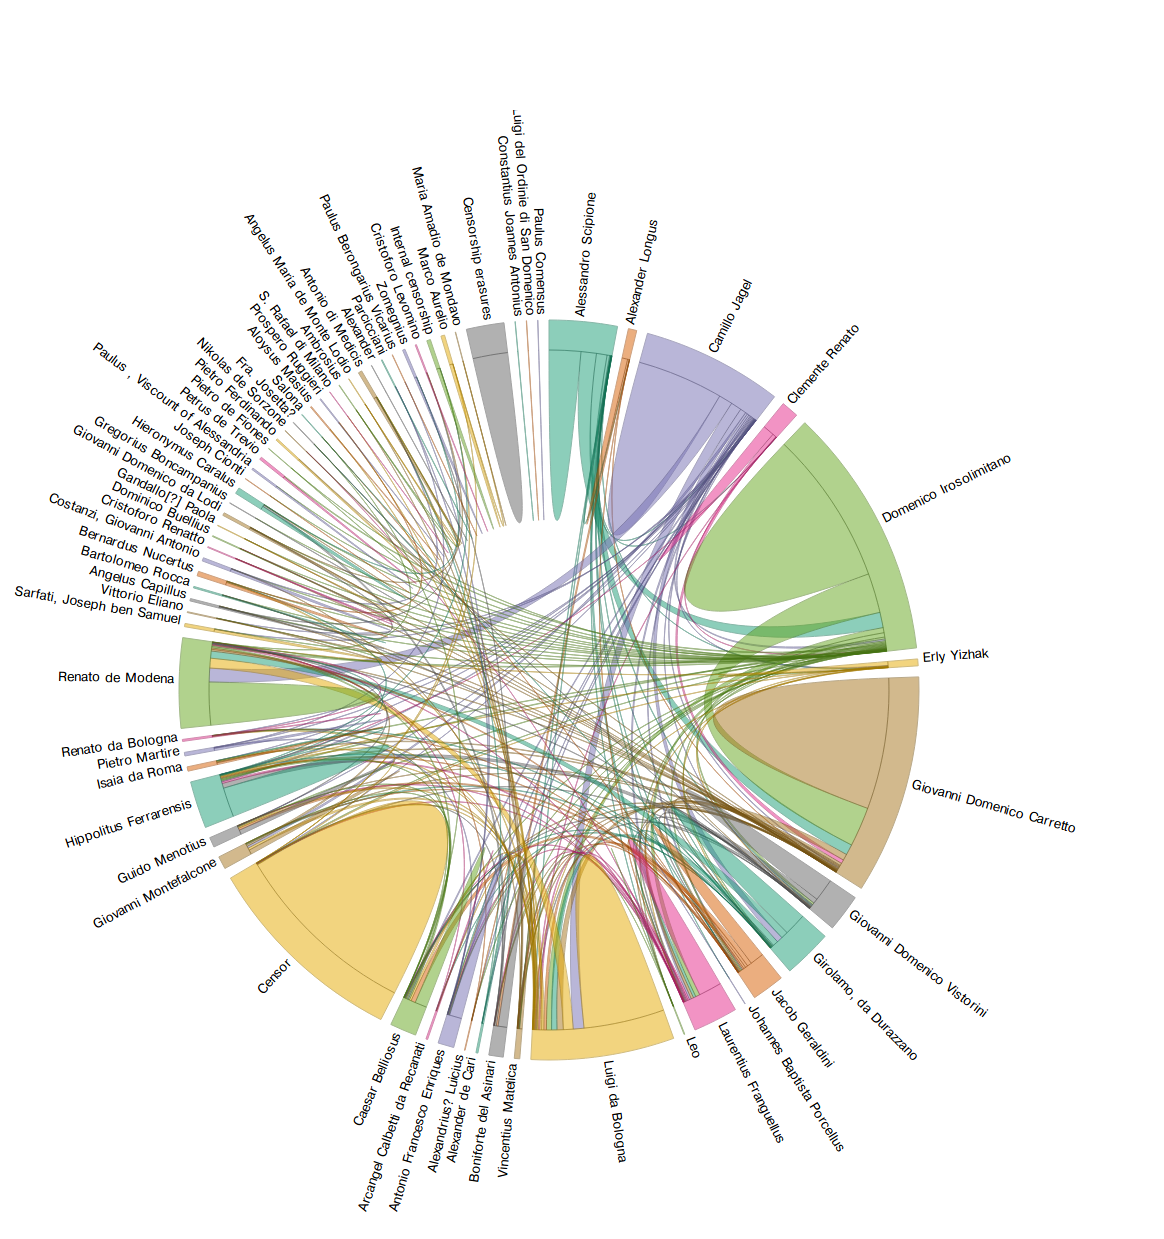 Alessandro Scipione
Alexander Longus
Camillo Jagel
Clemente Renato
Domenico Irosolimitano
Erly Yizhak
Giovanni Domenico Carretto
Giovanni Domenico Vistorini
Girolamo, da Durazzano
Jacob Geraldini
Johannes Baptista Porcellus
Laurentius Franguellus
Leo
Luigi da Bologna
Vincentius Matelica
Boniforte del Asinari
Alexander de Cari
Alexandrius? Luicius
Antonio Francesco Enriques
Arcangel Calbetti da Recanati
Caesar Belliosus
Censor
Giovanni Montefalcone
Guido Menotius
Hippolitus Ferrarensis
Isaia da Roma
Pietro Martire
Renato da Bologna
Renato de Modena
Sarfati, Joseph ben Samuel
Vittorio Eliano
Angelus Capillus
Bartolomeo Rocca
Bernardus Nucertus
Costanzi, Giovanni Antonio
Cristoforo Renatto
Dominico Buellius
Gandallo[?] Paola
Giovanni Domenico da Lodi
Gregorius Boncampanius
Hieronymus Caralus
Joseph Cionti
Paulus , Viscount of Alessandria
Petrus de Trevio
Pietro de Fiones
Pietro Ferdinando
Nikolas de Sorzone
Fra. Josetta?
Salona
Aloysus Masius
Prospero Ruggieri
S. Rafael di Milano
Ambrosius
Angelus Maria de Monte Lodio
Antonio di Medicis
Alexander
Parcicciani
Paulus Berongarius Vicarius
Zomegnius
Cristoforo Levomino
Internal censorship
Marco Aurelio
Maria Amadio de Mondavo
Censorship erasures
Constantius Joannes Antonius
Luigi del Ordinie di San Domenico
Paulus Comensus